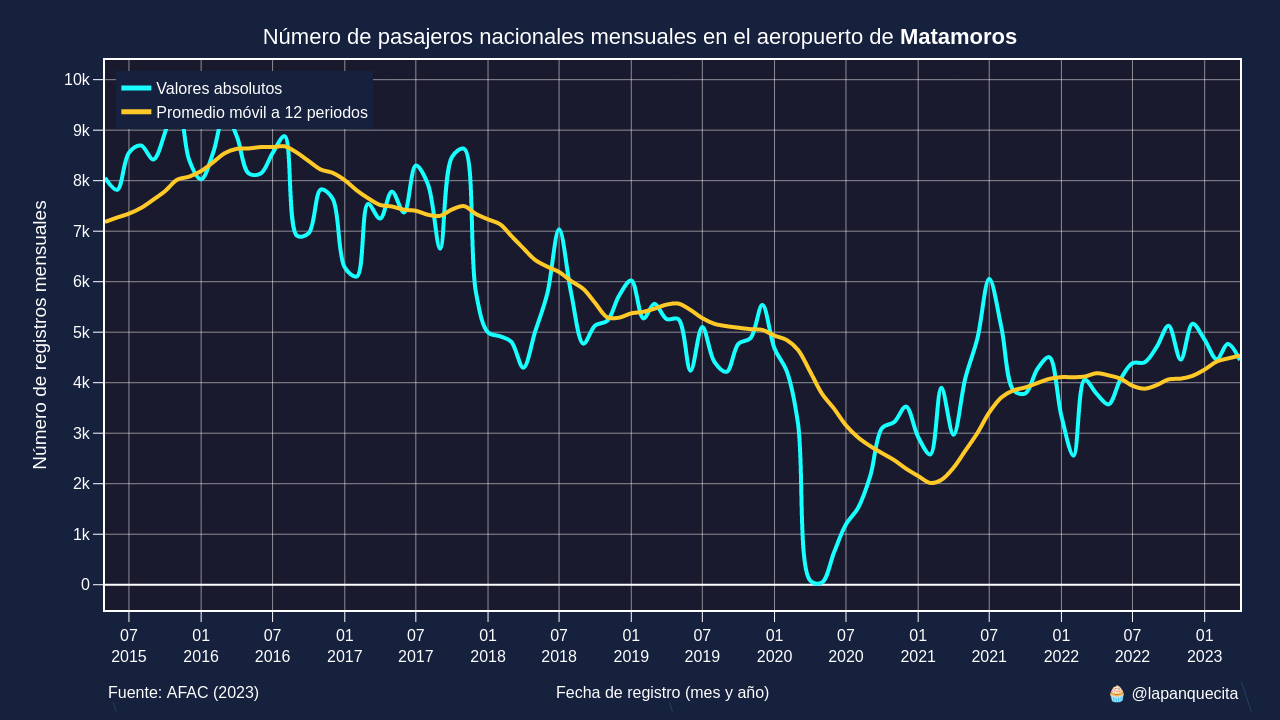 Número de pasajeros nacionales mensuales en el aeropuerto de Matamoros
Valores absolutos
Promedio móvil a 12 periodos
Número de registros mensuales
10k
9k
8k
7k
6k
5k
4k
3k
2k
1k
0
07 01 07 01 07 01 07 01 07 01 07 01 07 01 07 01
2015 2016 2016 2017 2017 2018 2018 2019 2019 2020 2020 2021 2021 2022 2022 2023
Fuente: AFAC (2023) Fecha de registro (mes y año) 🧁 @lapanquecita